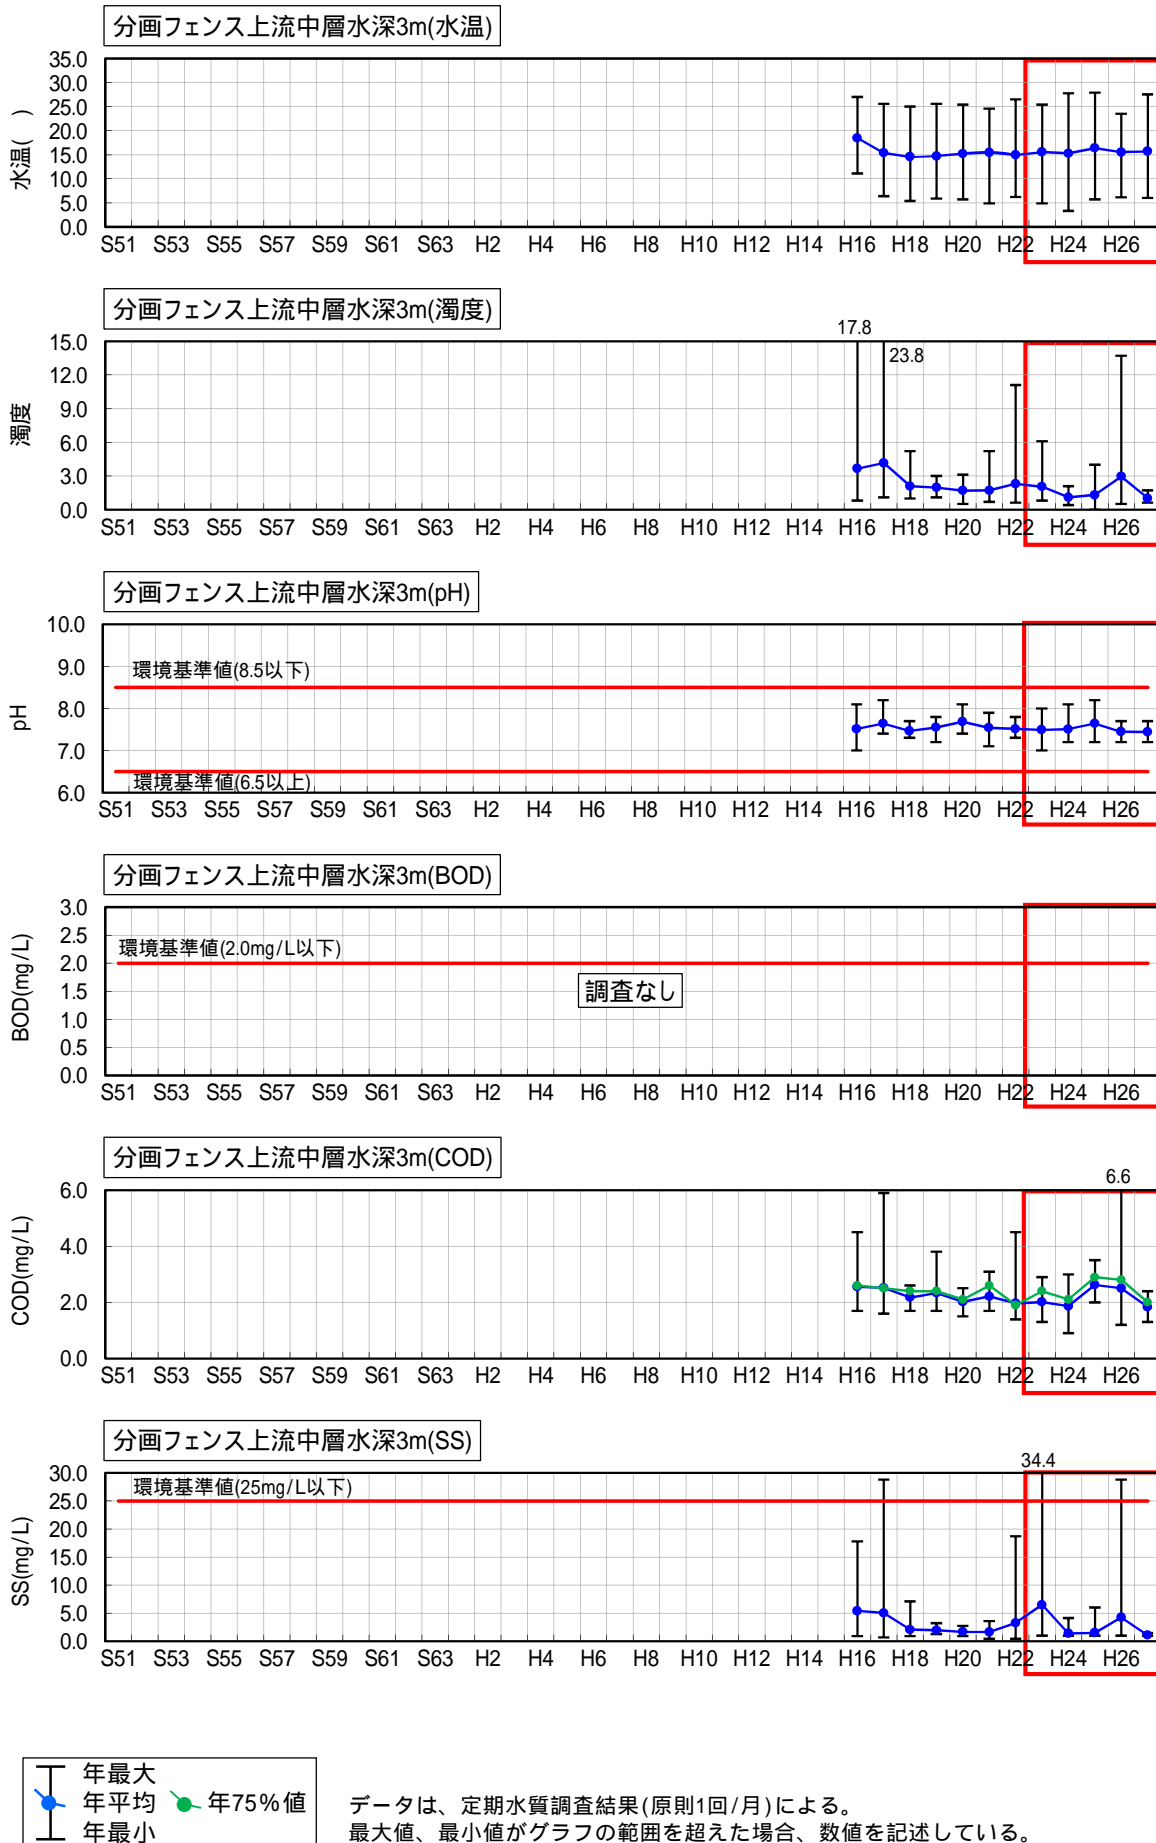 分画フェンス上流中層水深3m(水温)
35.0
30.0
25.0
20.0
15.0
10.0
5.0
0.0
水温( )
S51 S53 S55 S57 S59 S61 S63 H2 H4 H6 H8 H10 H12 H14 H16 H18 H20 H22 H24 H26
分画フェンス上流中層水深3m(濁度)
17.8
23.8
15.0
12.0
9.0
6.0
3.0
0.0
濁度
S51 S53 S55 S57 S59 S61 S63 H2 H4 H6 H8 H10 H12 H14 H16 H18 H20 H22 H24 H26
分画フェンス上流中層水深3m(pH)
10.0
9.0
8.0
7.0
6.0
pH
環境基準値(8.5以下)
環境基準値(6.5以上)
S51 S53 S55 S57 S59 S61 S63 H2 H4 H6 H8 H10 H12 H14 H16 H18 H20 H22 H24 H26
分画フェンス上流中層水深3m(BOD)
3.0
2.5
2.0
1.5
1.0
0.5
0.0
BOD(mg/L)
環境基準値(2.0mg/L以下)
調査なし
S51 S53 S55 S57 S59 S61 S63 H2 H4 H6 H8 H10 H12 H14 H16 H18 H20 H22 H24 H26
分画フェンス上流中層水深3m(COD)
6.6
6.0
4.0
2.0
0.0
COD(mg/L)
S51 S53 S55 S57 S59 S61 S63 H2 H4 H6 H8 H10 H12 H14 H16 H18 H20 H22 H24 H26
分画フェンス上流中層水深3m(SS)
34.4
30.0
25.0
20.0
15.0
10.0
5.0
0.0
SS(mg/L)
環境基準値(25mg/L以下)
S51 S53 S55 S57 S59 S61 S63 H2 H4 H6 H8 H10 H12 H14 H16 H18 H20 H22 H24 H26
年最大
年平均 年75%値
年最小
データは、定期水質調査結果(原則1回/月)による。
最大値、最小値がグラフの範囲を超えた場合、数値を記述している。